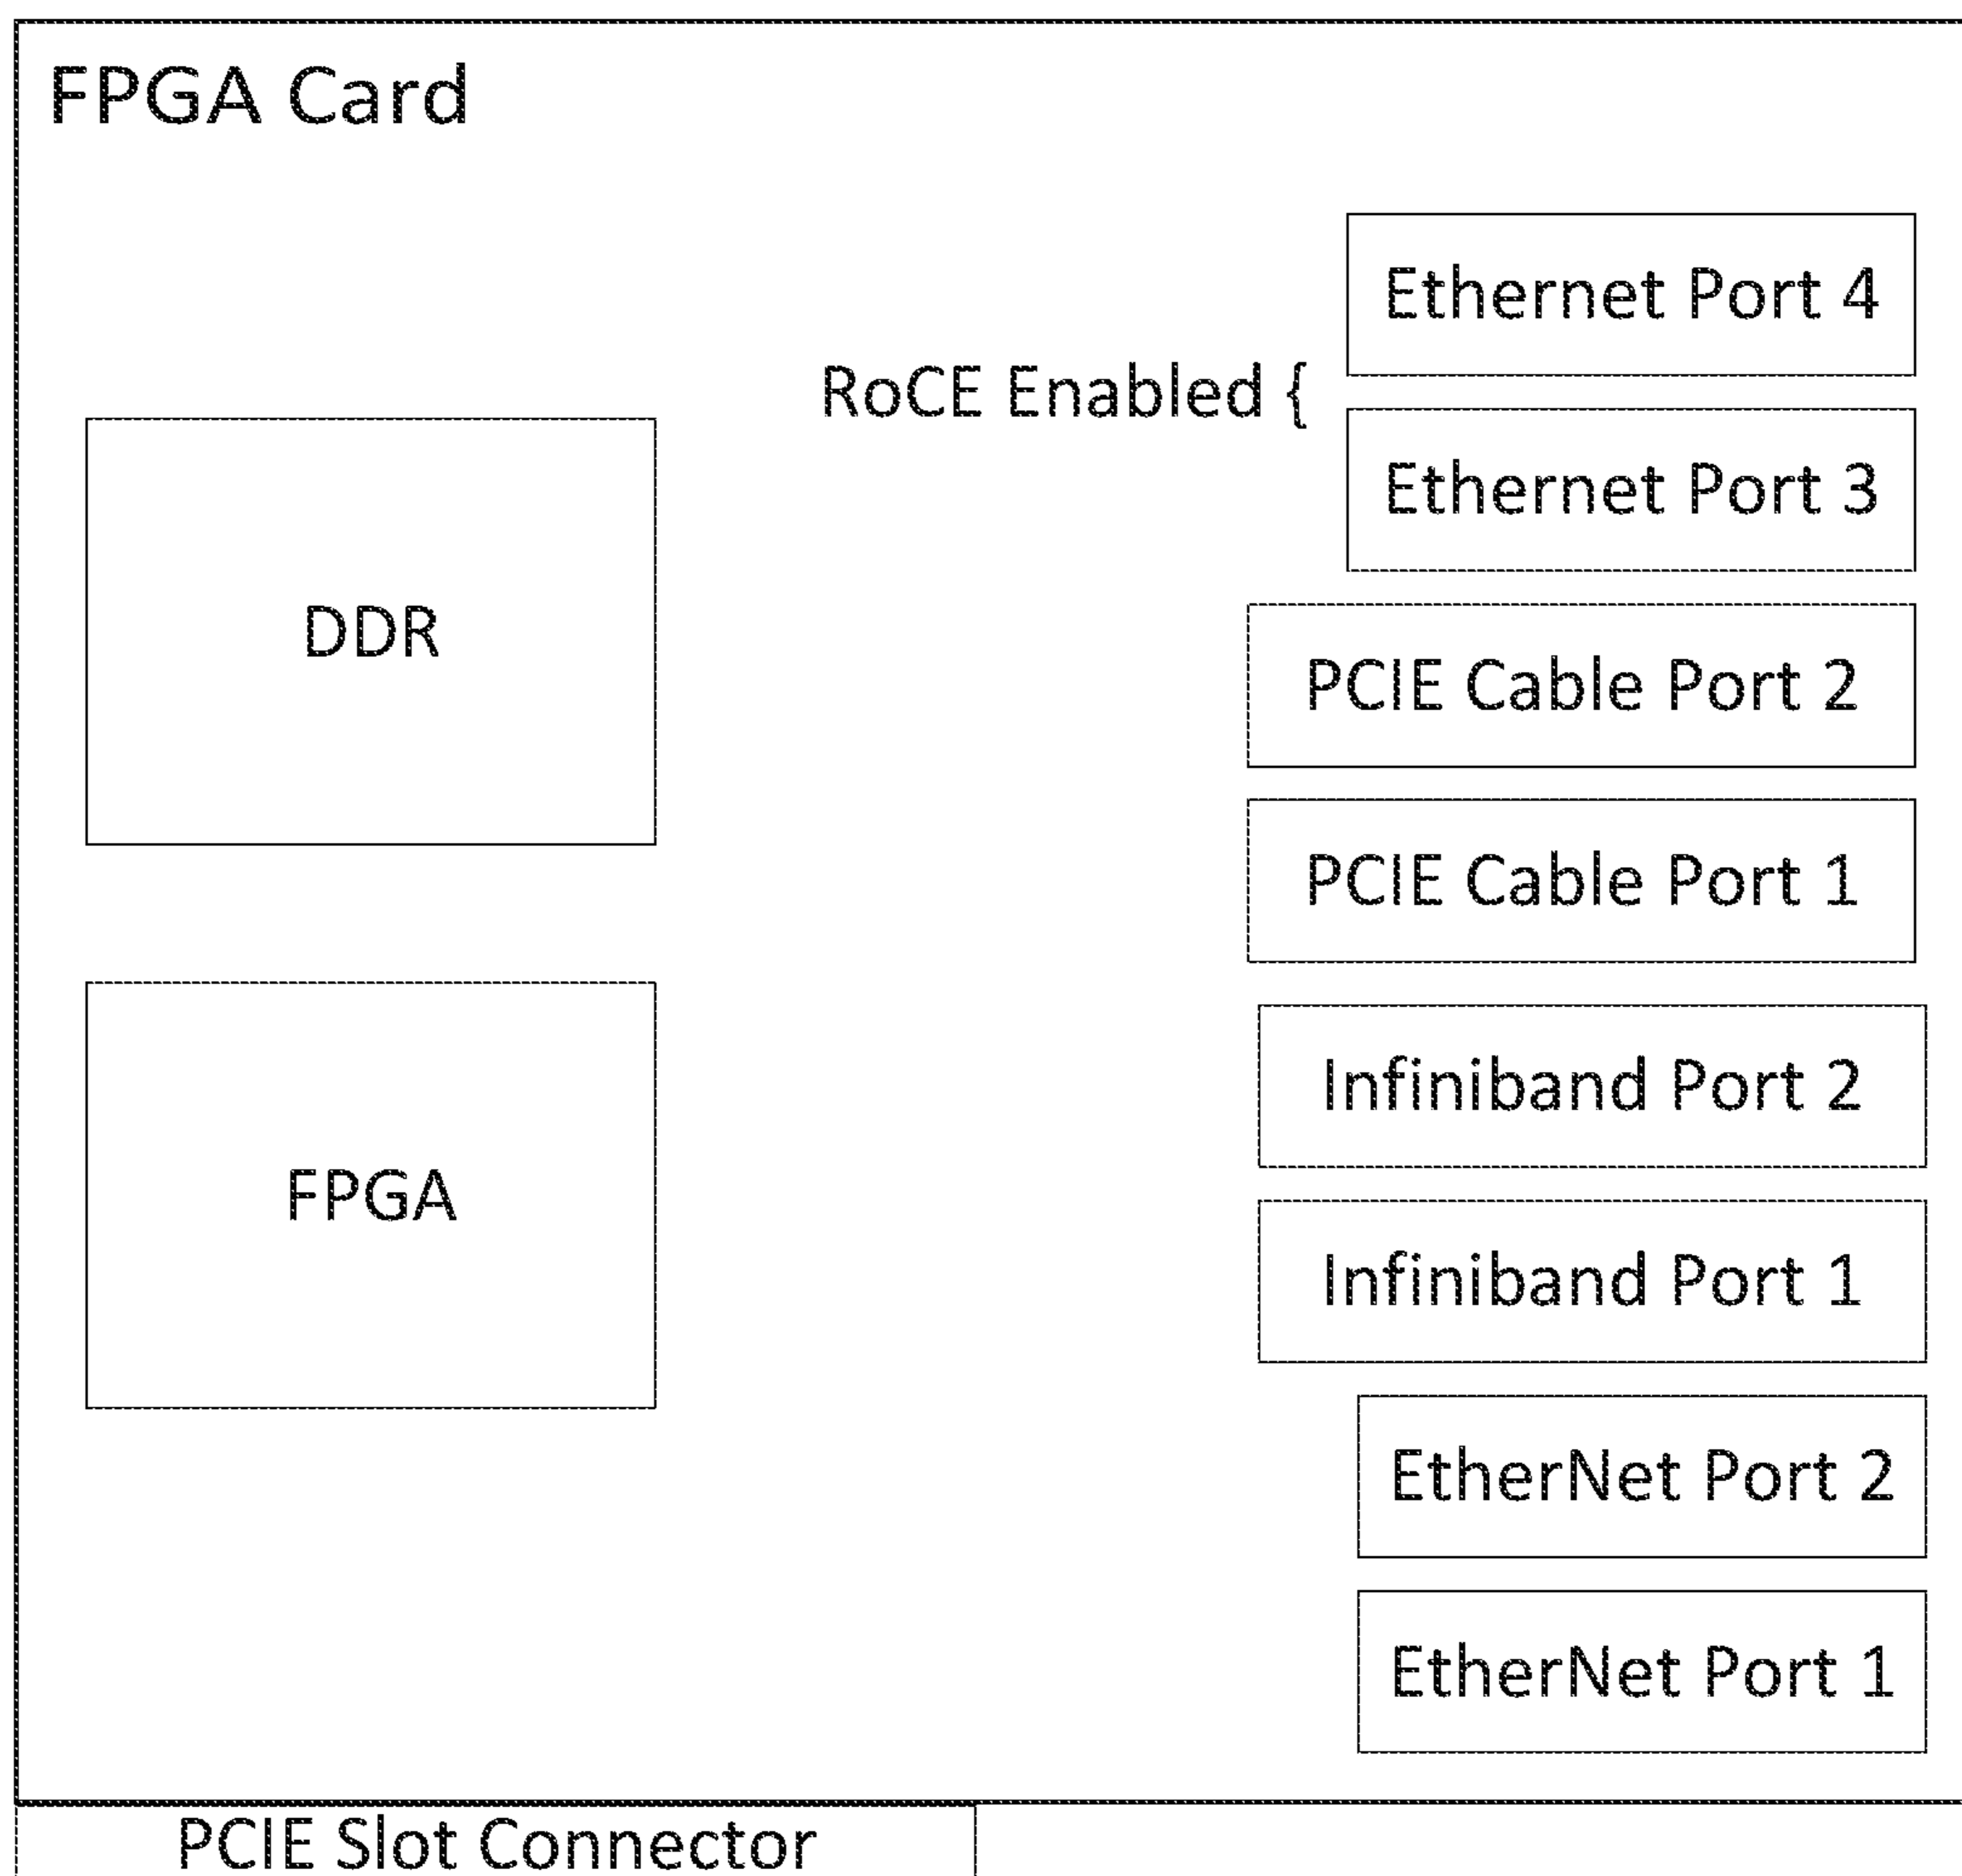 FPGA Card
Ethernet Port 4
RoCE Enabled {
Ethernet Port 3
DDR
PCIE Cable Port 2
PCIE Cable Port 1
Infiniband Port 2
FPGA
Infiniband Port 1
EtherNet Port 2
EtherNet Port 1
PCIE Slot Connector